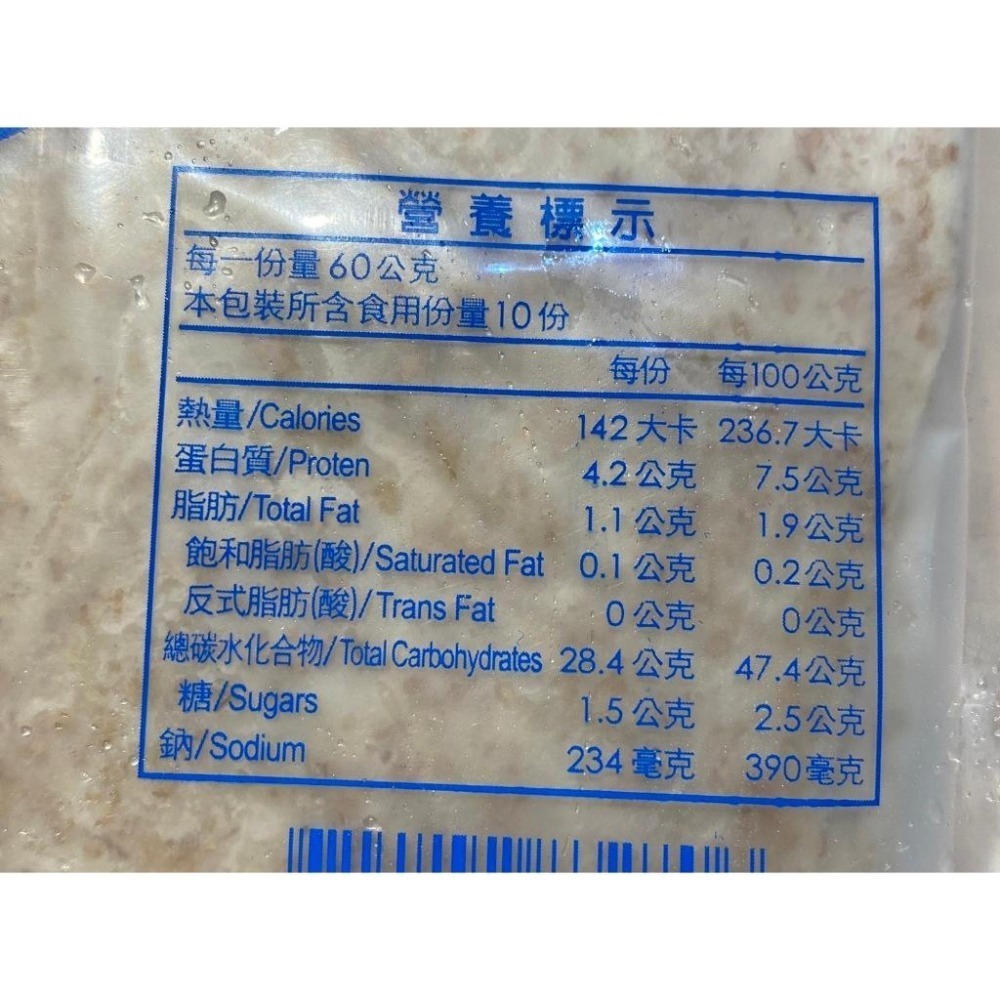 營養標示
每一份量60公克
本包裝所含食用份量10份
每份 每100公克
熱量/Calories 142大卡 236.7大卡
蛋白質/Proten 4.2公克 7.5公克
脂肪/Total Fat 1.1公克 1.9公克
飽和脂肪(酸)/Saturated Fat 0.1公克 0.2公克
反式脂肪(酸)/Trans Fat 0公克 0公克
總碳水化合物/Total Carbohydrates 28.4公克 47.4公克
糖/Sugars 1.5公克 2.5公克
鈉/Sodium 234毫克 390毫克